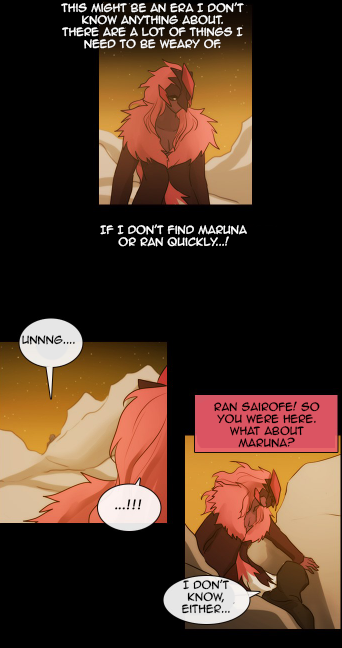 THIS MIGHT BE AN ERA I DON'T
KNOW ANYTHING ABOUT.
THERE ARE A LOT OF THINGS I
NEED TO BE WEARY OF.
IF I DON'T FIND MARUNA
OR RAN QUICKLY...!
UNNNG....
...!!!
RAN SAIROFE! SO
YOU WERE HERE.
WHAT ABOUT
MARUNA?
I DON'T
KNOW,
EITHER...